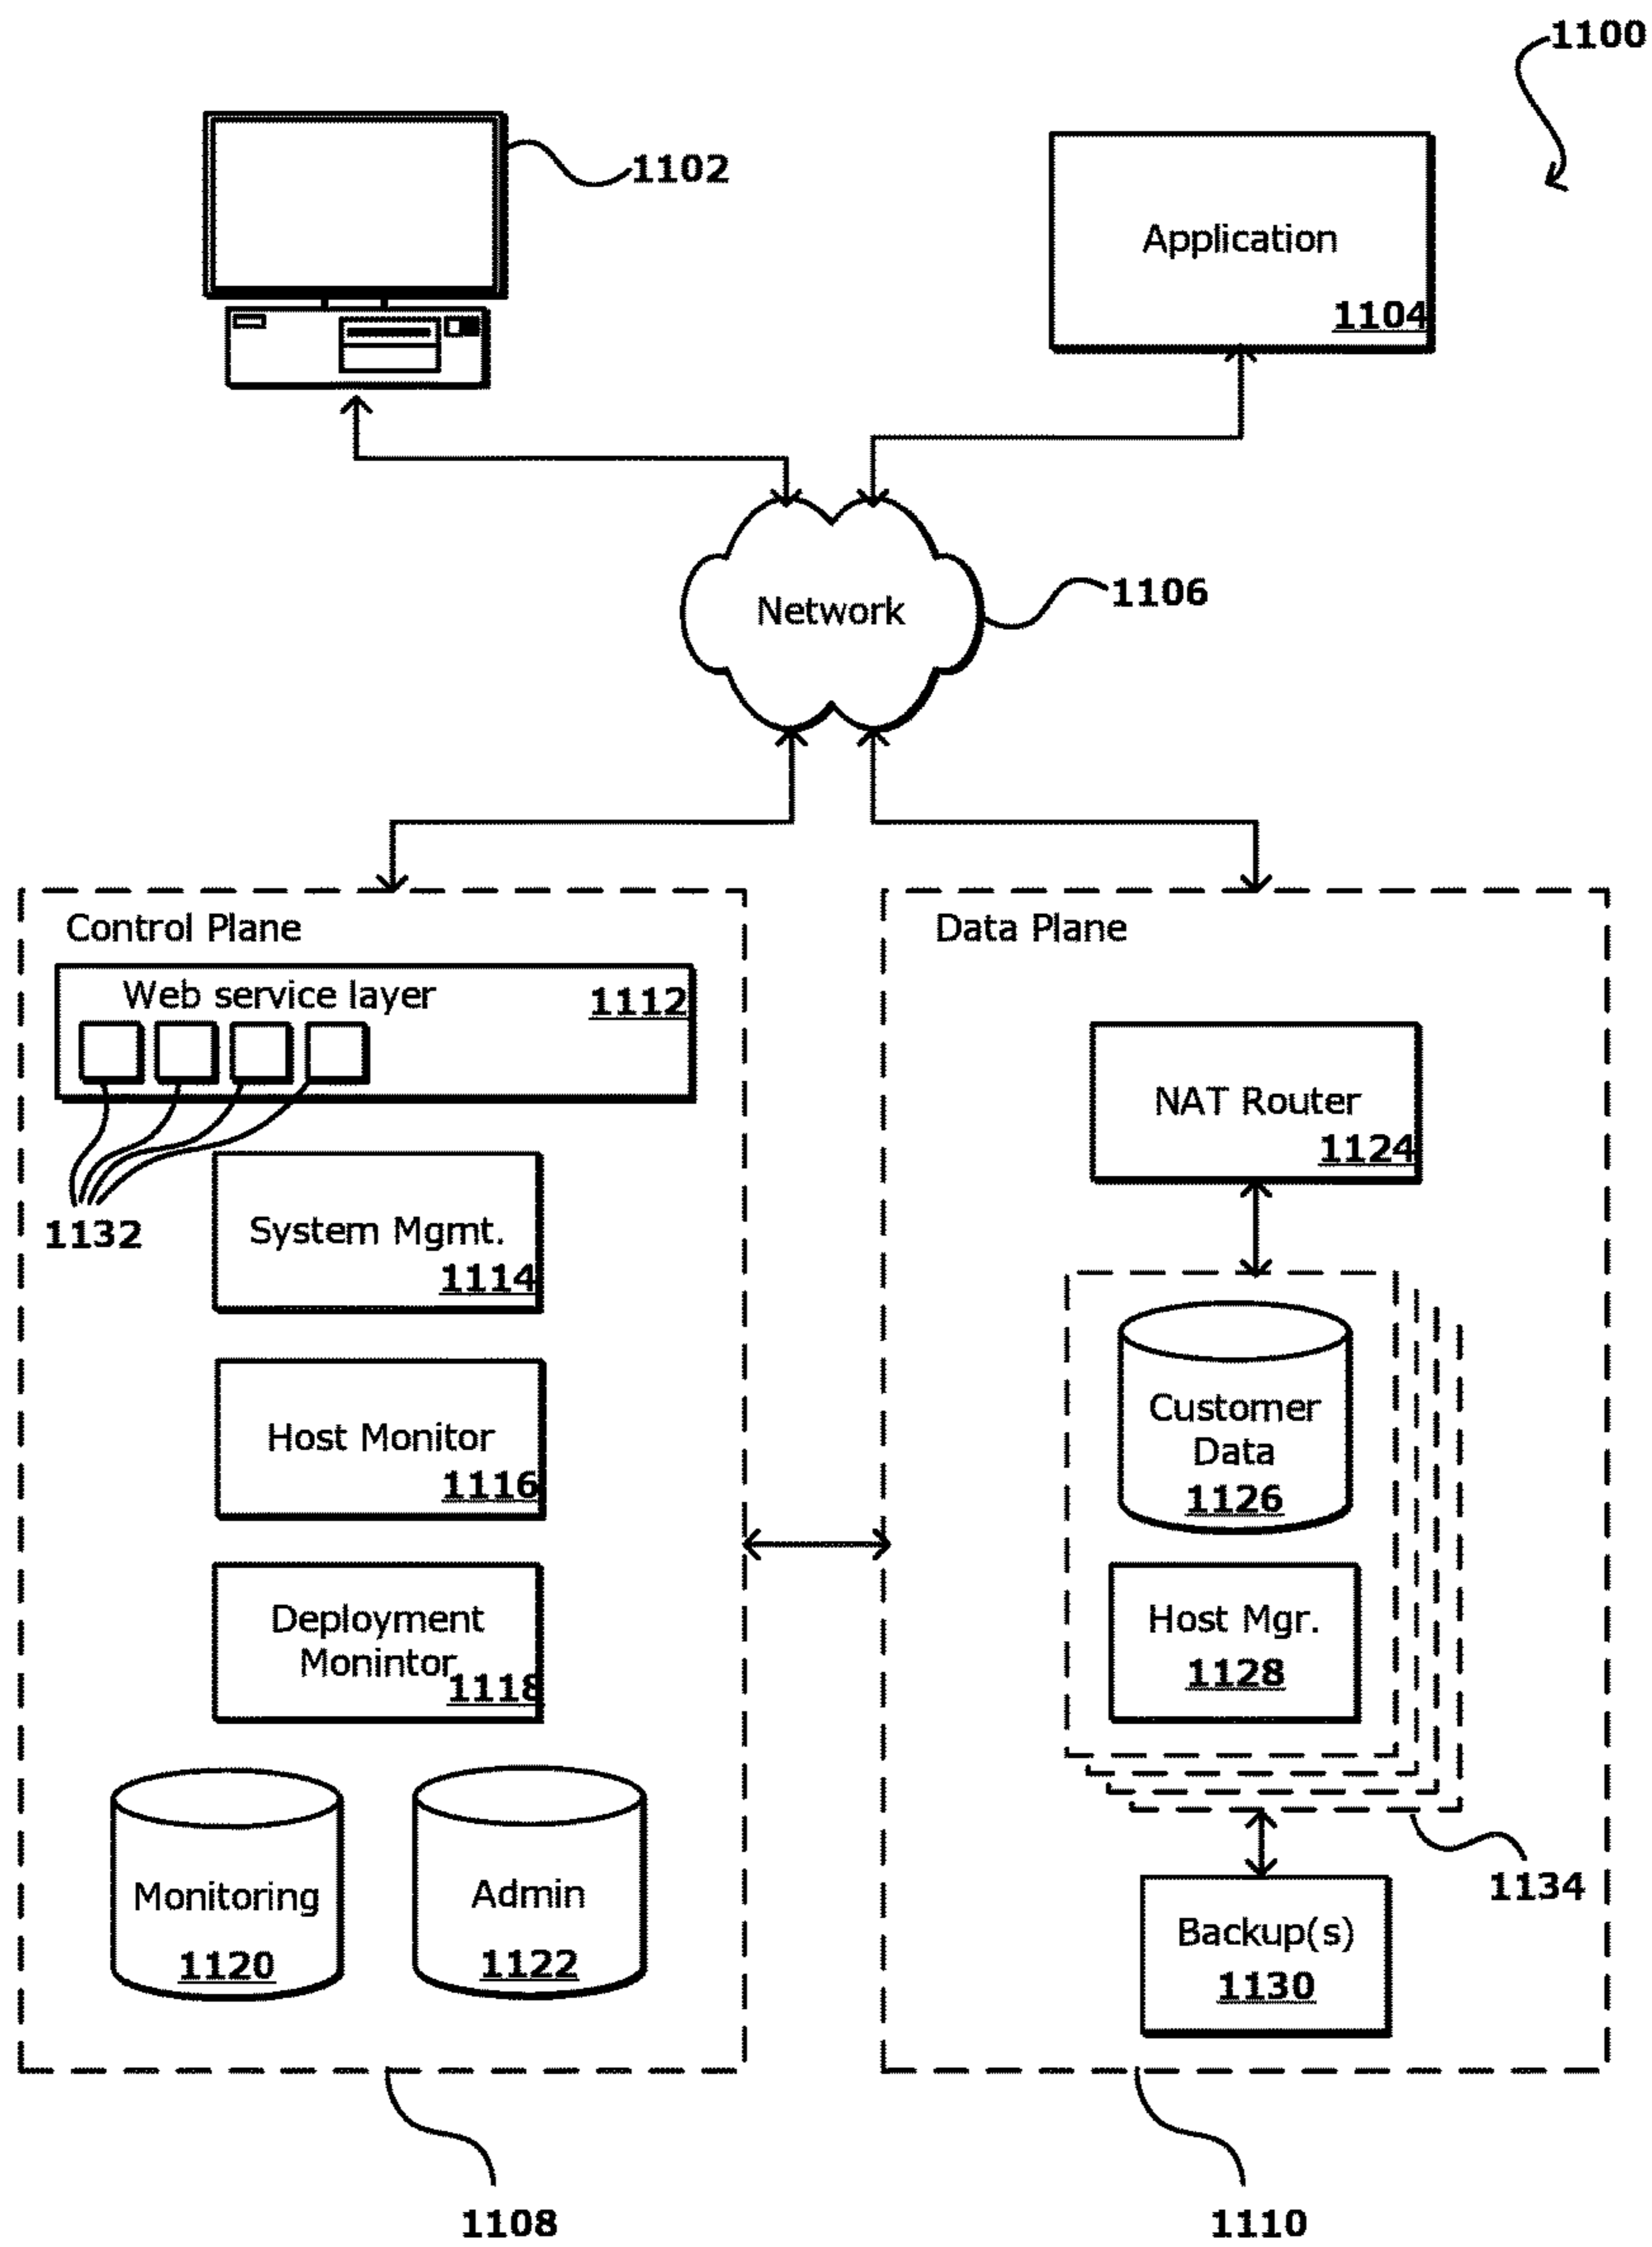 1100
1102
Application
1104
Network
1106
Control Plane
Web service layer
1112
1132
System Mgmt.
1114
Host Monitor
1116
Deployment
Monintor
1118
Monitoring
1120
Admin
1122
1108
Data Plane
NAT Router
1124
Customer
Data
1126
Host Mgr.
1128
1134
Backup(s)
1130
1110